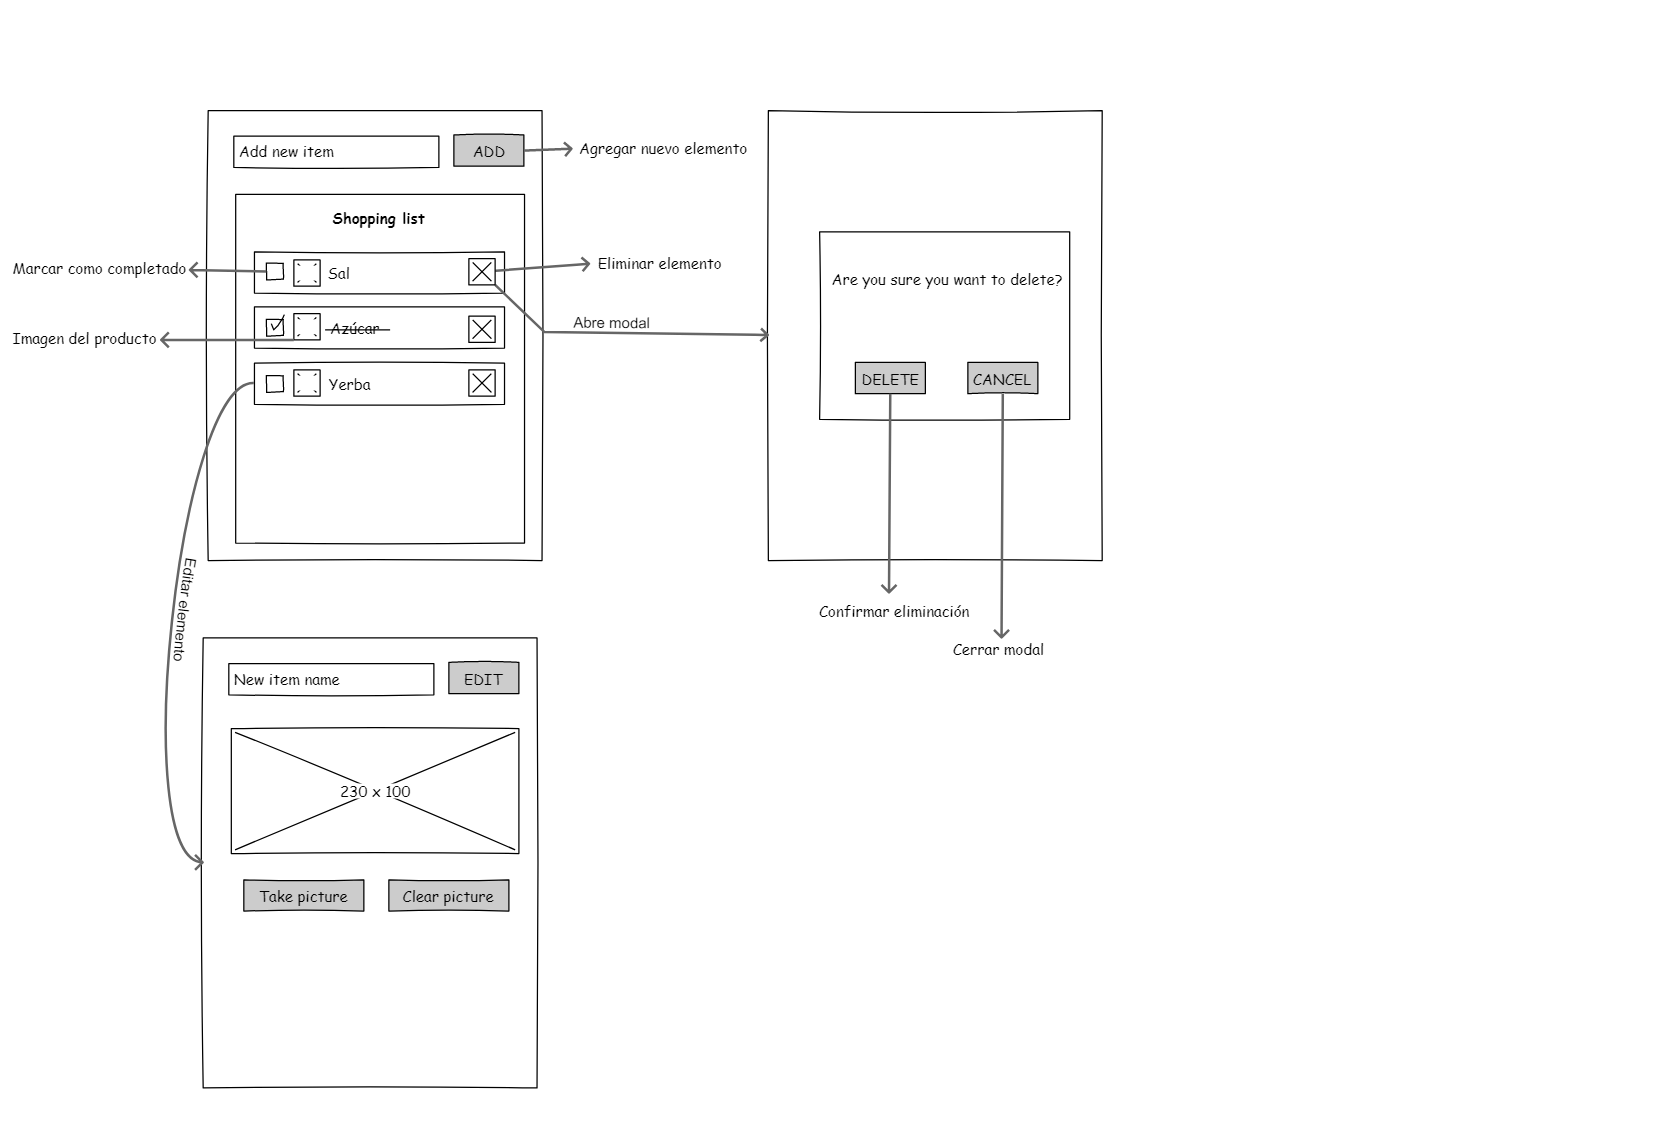 Add new item
ADD
Agregar nuevo elemento
Shopping list
Marcar como completado
Sal
Eliminar elemento
Imagen del producto
Azúcar
Abre modal
Yerba
Are you sure you want to delete?
DELETE
CANCEL
Confirmar eliminación
Cerrar modal
Editar elemento
New item name
EDIT
230 x 100
Take picture
Clear picture